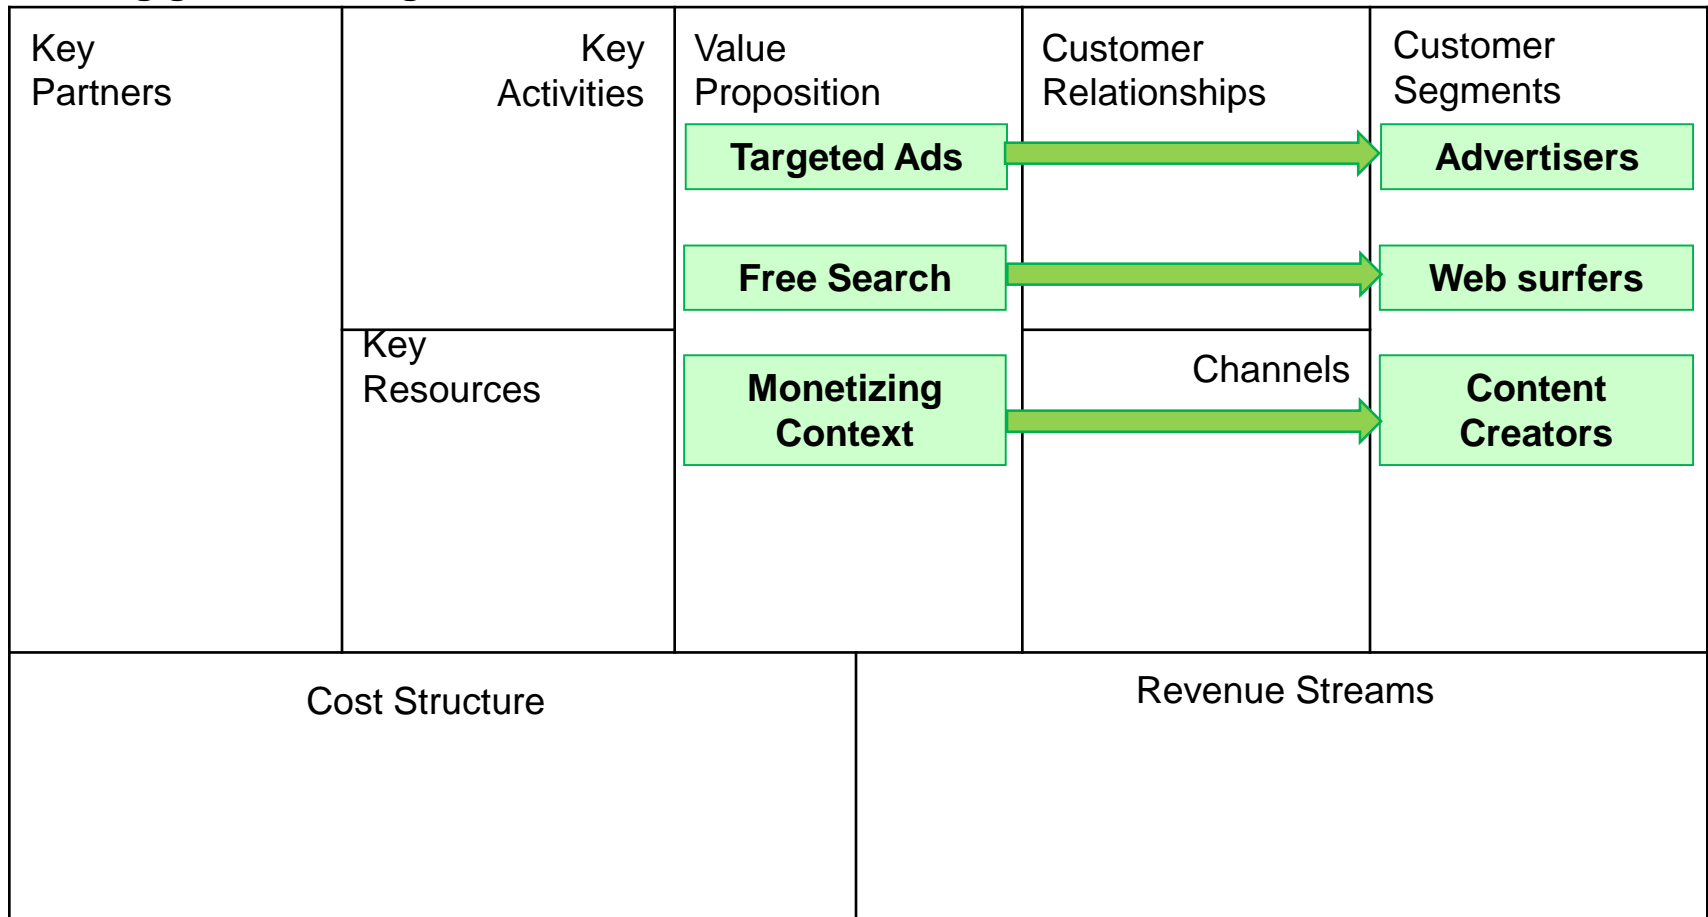 Key
Partners
Key
Activities
Value
Proposition
Customer
Relationships
Customer
Segments
Targeted Ads
Advertisers
Free Search
Web surfers
Key
Resources
Monetizing
Context
Channels
Content
Creators
Cost Structure
Revenue Streams